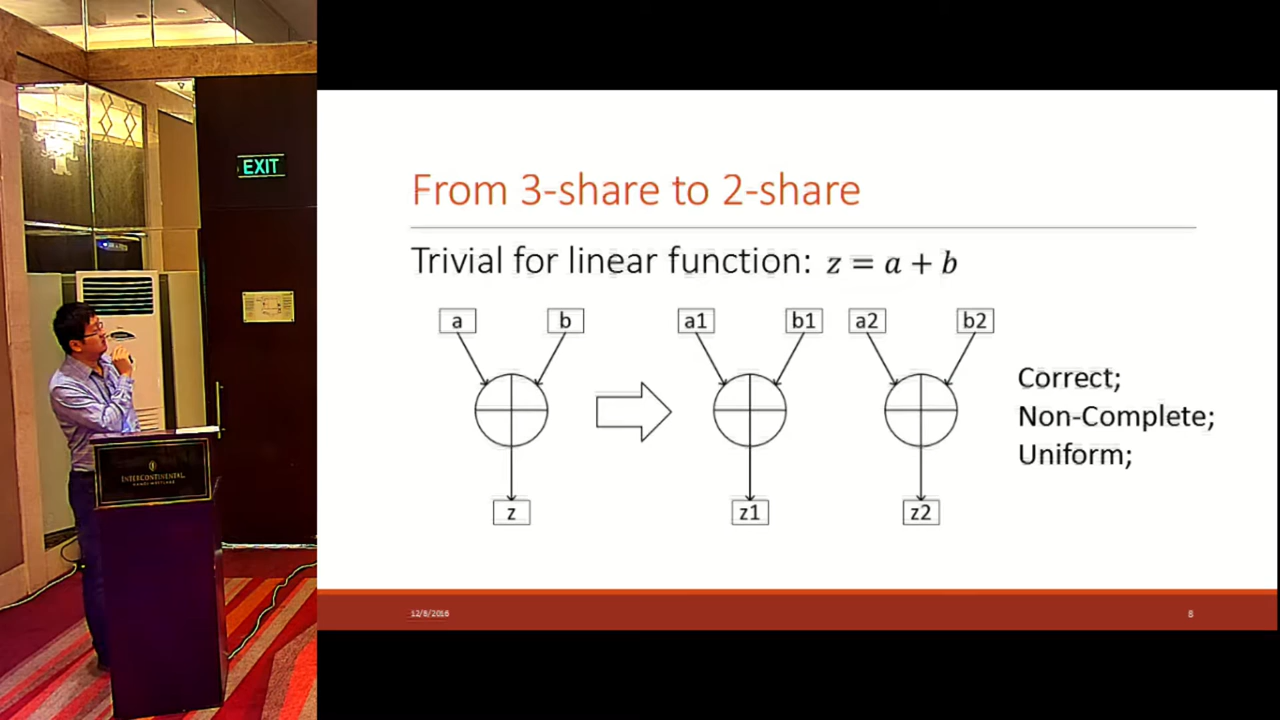 EXIT
INTERCONTINENTAL
From 3-share to 2-share
Trivial for linear function: z = a + b
a b a1 b1 a2 b2
Correct;
Non-Complete;
Uniform;
z z1 z2
12/8/2016 8